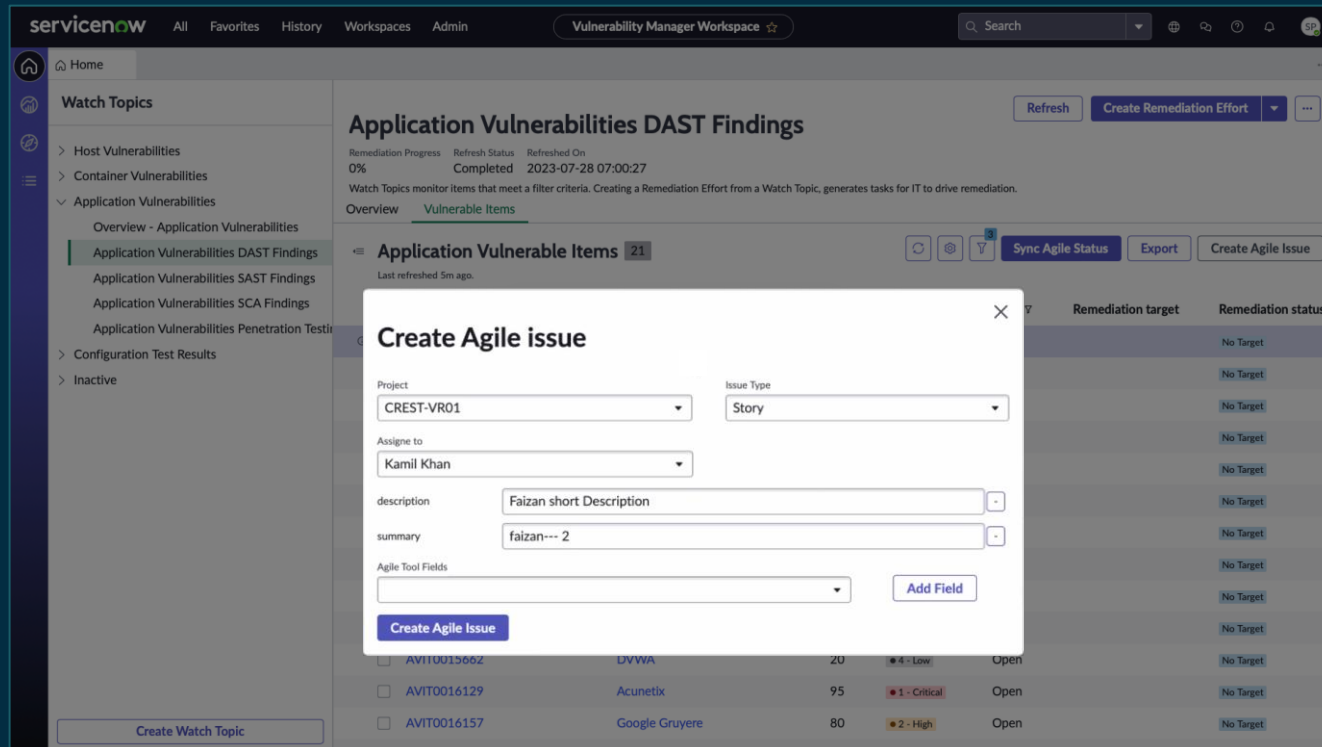 servicenow All Favorites History Workspaces Admin Vulnerability Manager Workspace Search SP
Home
Watch Topics
Host Vulnerabilities
Container Vulnerabilities
Application Vulnerabilities
Overview - Application Vulnerabilities
Application Vulnerabilities DAST Findings
Application Vulnerabilities SAST Findings
Application Vulnerabilities SCA Findings
Application Vulnerabilities Penetration Testi
Configuration Test Results
Inactive
Create Watch Topic
Application Vulnerabilities DAST Findings
Refresh Create Remediation Effort
Remediation Progress Refresh Status Refreshed On
0% Completed 2023-07-28 07:00:27
Watch Topics monitor items that meet a filter criteria. Creating a Remediation Effort from a Watch Topic, generates tasks for IT to drive remediation.
Overview Vulnerable Items
Application Vulnerable Items 21
3 Sync Agile Status Export Create Agile Issue
Last refreshed 5m ago.
Remediation target Remediation status
No Target
No Target
No Target
No Target
No Target
No Target
No Target
No Target
No Target
No Target
Create Agile issue
Project Issue Type
CREST-VR01 Story
Assigne to
Kamil Khan
description Faizan short Description -
summary faizan--- 2 -
Agile Tool Fields
Add Field
Create Agile Issue
AVIT0015662 DVWA 20 4 - Low Open No Target
AVIT0016129 Acunetix 95 1 - Critical Open No Target
AVIT0016157 Google Gruyere 80 2 - High Open No Target